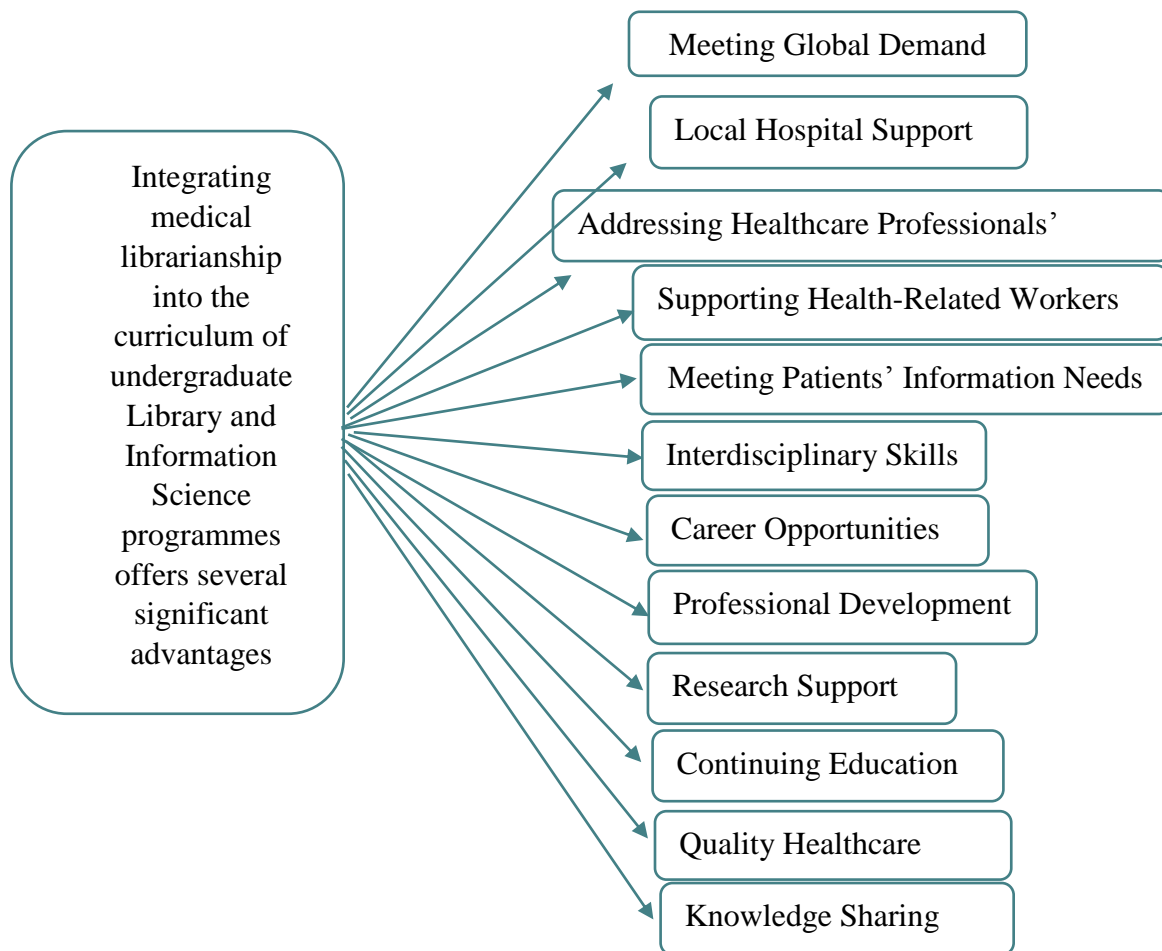 Integrating
medical
librarianship
into the
curriculum of
undergraduate
Library and
Information
Science
programmes
offers several
significant
advantages
Meeting Global Demand
Local Hospital Support
Addressing Healthcare Professionals’
Supporting Health-Related Workers
Meeting Patients’ Information Needs
Interdisciplinary Skills
Career Opportunities
Professional Development
Research Support
Continuing Education
Quality Healthcare
Knowledge Sharing